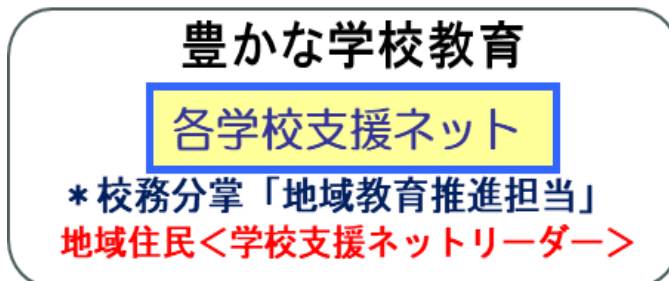 豊かな学校教育
各学校支援ネット
＊校務分掌「地域教育推進担当」
地域住民＜学校支援ネットリーダー＞